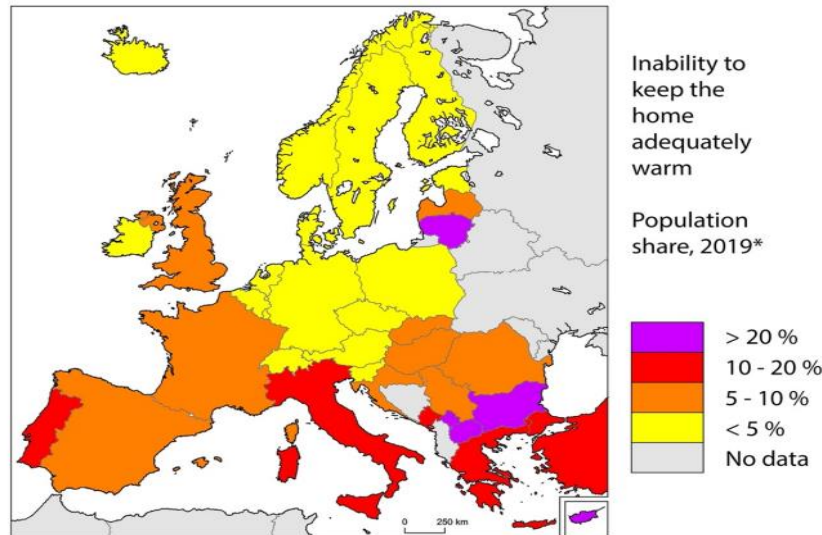 Inability to
keep the
home
adequately
warm
Population
share, 2019*
> 20 %
10 - 20 %
5 - 10 %
< 5 %
No data
0 250 km